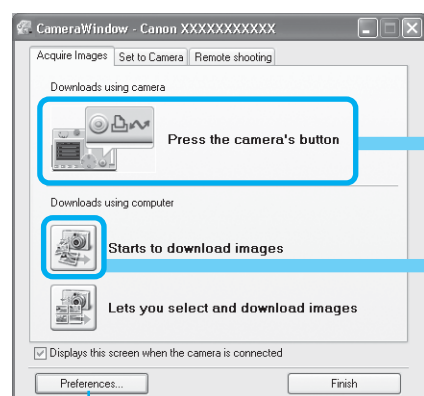 CameraWindow - Canon XXXXXXXXXXX
Acquire Images Set to Camera Remote shooting
Downloads using camera
Press the camera's button
Downloads using computer
Starts to download images
Lets you select and download images
Displays this screen when the camera is connected
Preferences... Finish